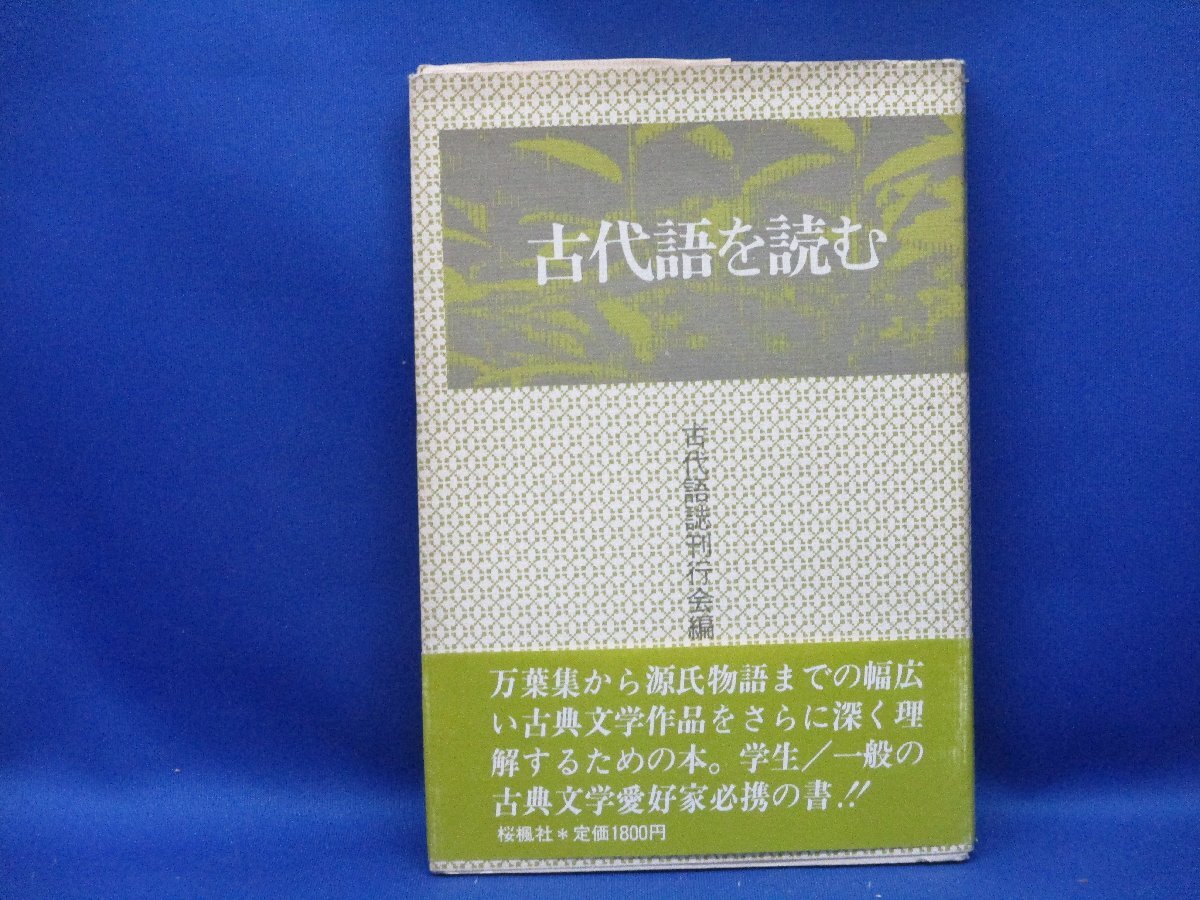 古代語を読む
古代語誌刊行会編
万葉集から源氏物語までの幅広
い古典文学作品をさらに深く理
解するための本。学生/一般の
古典文学愛好家必携の書!!
桜楓社*定価1800円